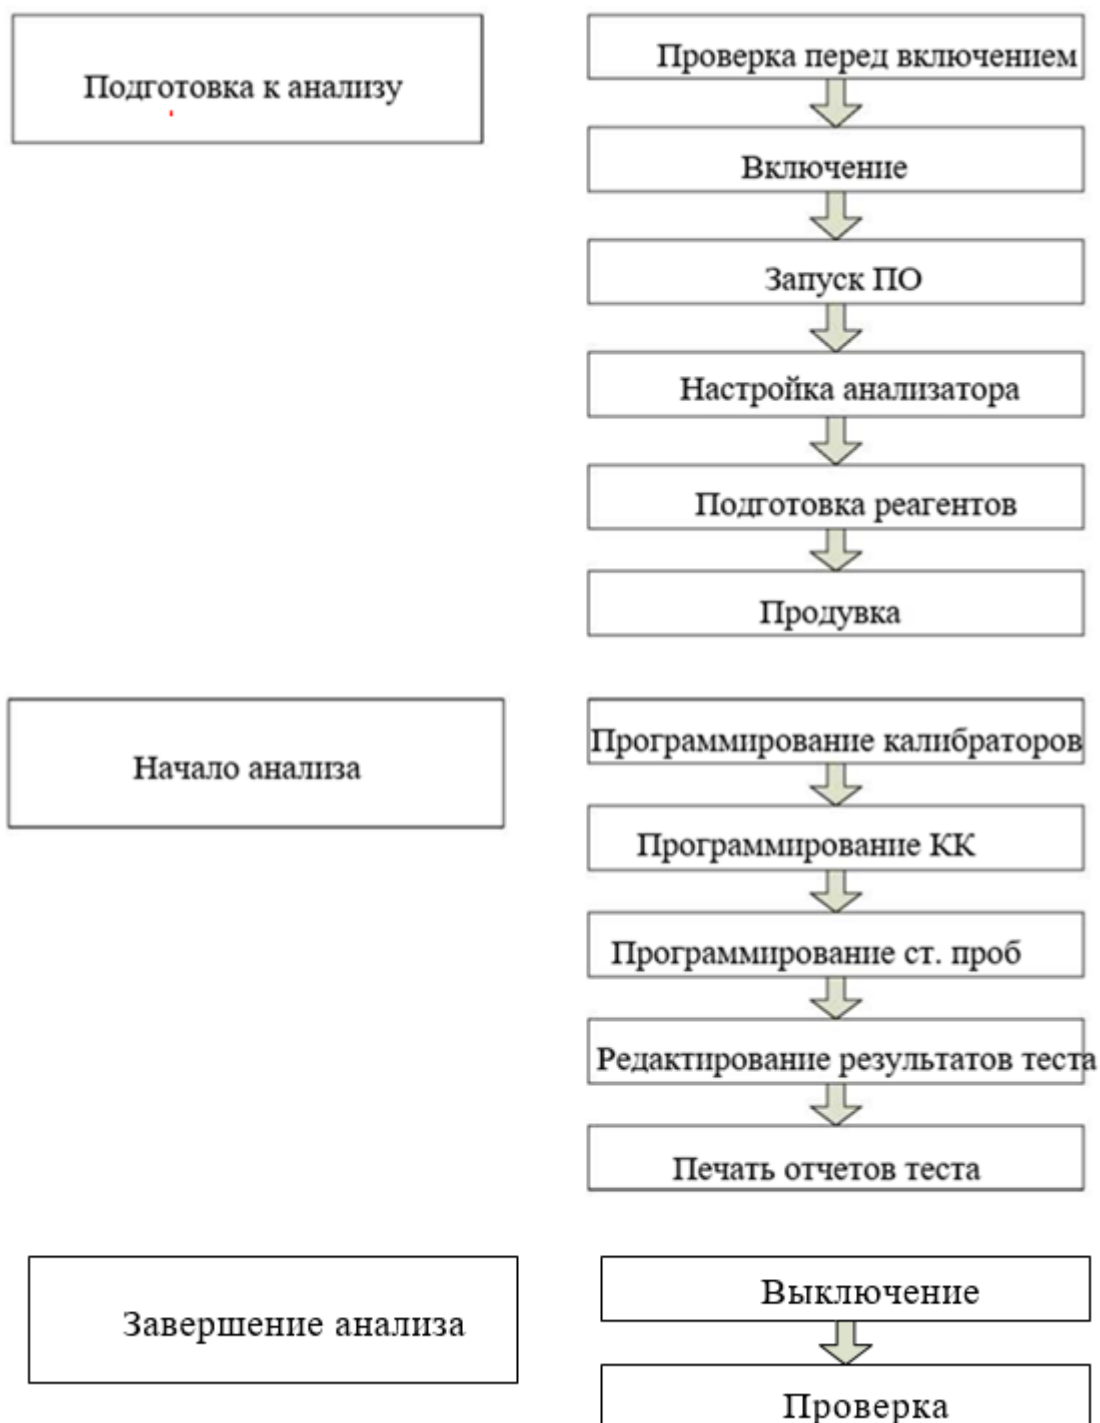 Подготовка к анализу
Проверка перед включением
Включение
Запуск ПО
Настройка анализатора
Подготовка реагентов
Продувка
Начало анализа
Программирование калибраторов
Программирование КК
Программирование ст. проб
Редактирование результатов теста
Печать отчетов теста
Завершение анализа
Выключение
Проверка